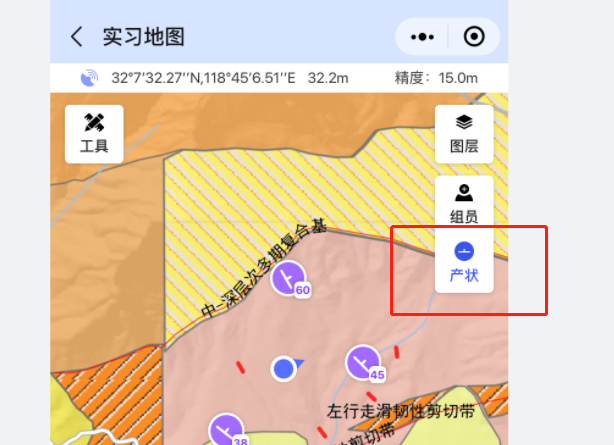 实习地图
32°7′32.27′′N,118°45′6.51′′E 32.2m 精度：15.0m
工具
图层
组员
产状
中-深层次多期复合基
60
45
左行走滑韧性剪切带
38
剪切带